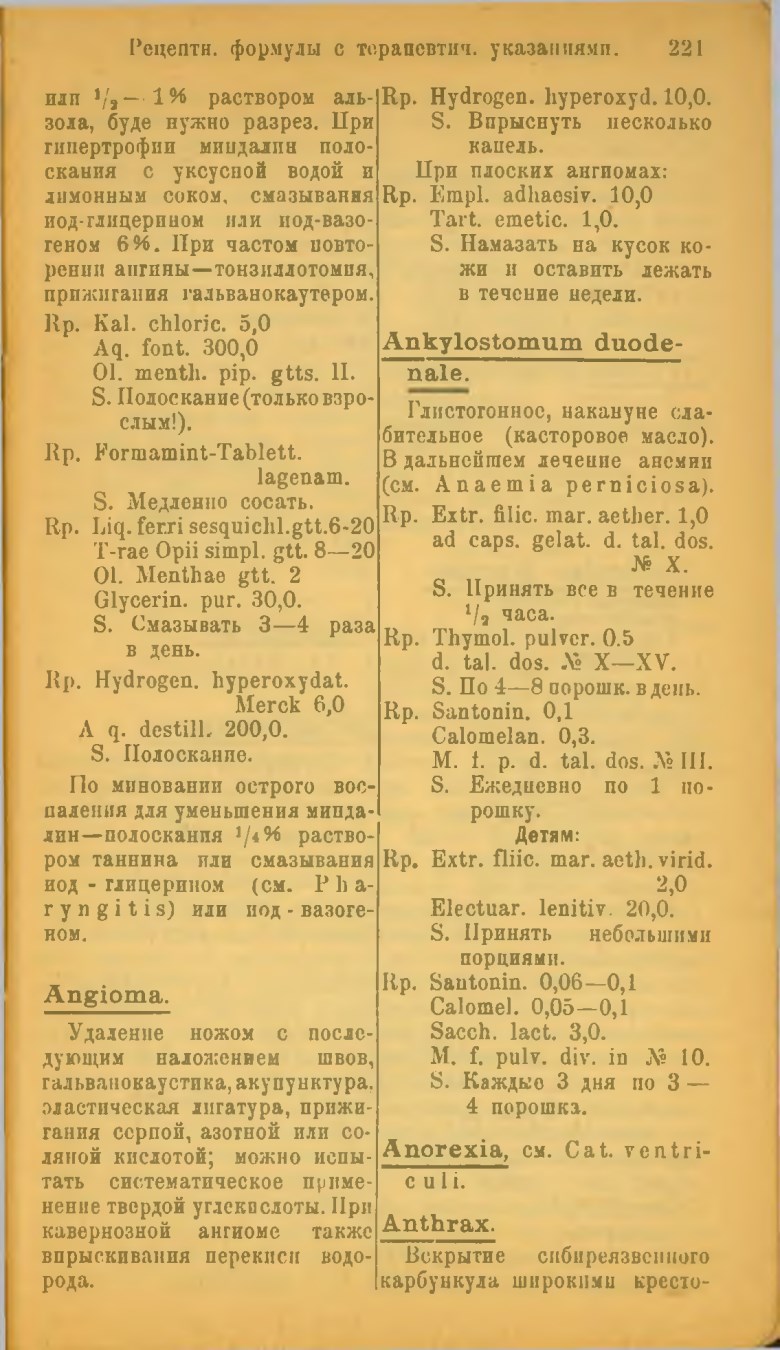 Рецептн. формулы с терапевтич. указаниями. 221
или 1/2 — 1% раствором аль-
зола, буде нужно разрез. При
гипертрофии миндалин поло-
скания с уксусной водой и
лимонным соком, смазывания
иод-глицерином или иод-вазо-
геном 6%. При частом повто-
рении ангины—тонзиллотомия,
прижигания гальванокаутером.
Rp. Kal. chloric. 5,0
Aq. font. 300,0
Ol. menth. pip. gtts. II.
S. Полоскание (только взро-
слым!).
Rp. Formamint-Tablett.
lagenam.
S. Медленно сосать.
Rp. Liq. ferri sesquichl. gtt. 6-20
T-rae Opii simpl. gtt. 8—20
Ol. Menthae gtt. 2
Glycerin. pur. 30,0.
S. Смазывать 3—4 раза
в день.
Rp. Hydrogen. hyperoxydat.
Merck 6,0
A q. destill. 200,0.
S. Полоскание.
По миновании острого вос-
паления для уменьшения минда-
лин—полоскания 1/4% раство-
ром таннина или смазывания
иод - глицерином (см. Pha-
ryngitis) или иод - вазоге-
ном.
Angioma.
Удаление ножом с после-
дующим наложением швов,
гальванокаустика, акупунктура,
эластическая лигатура, прижи-
гания серной, азотной или со-
ляной кислотой; можно испы-
тать систематическое приме-
нение твердой углекислоты. При
кавернозной ангиоме также
впрыскивания перекиси водо-
рода.
Rp. Hydrogen. hyperoxyd. 10,0.
S. Впрыснуть несколько
капель.
При плоских ангиомах:
Rp. Empl. adhaesiv. 10,0
Tart. emetic. 1,0.
S. Намазать на кусок ко-
жи и оставить лежать
в течение недели.
Ankylostomum duode-
nale.
Глистогонное, накануне сла-
бительное (касторовое масло).
В дальнейшем лечение анемии
(см. Anaemia perniciosa).
Rp. Extr. filic. mar. aether. 1,0
ad caps. gelat. d. tal. dos.
№ X.
S. Принять все в течение
1/2 часа.
Rp. Thymol. pulver. 0.5
d. tal. dos. № X—XV.
S. По 4—8 порошк. в день.
Rp. Santonin. 0,1
Calomelan. 0,3.
M. f. p. d. tal. dos. № III.
S. Ежедневно по 1 по-
рошку.
Детям:
Rp. Extr. fliic. mar. aeth. virid.
2,0
Electuar. lenitiv. 20,0.
S. Принять небольшими
порциями.
Rp. Santonin. 0,06—0,1
Calomel. 0,05—0,1
Sacch. lact. 3,0.
M. f. pulv. div. in № 10.
S. Каждые 3 дня по 3 —
4 порошка.
Anorexia, см. Cat. ventri-
culi.
Anthrax.
Вскрытие сибиреязвенного
карбункула широкими кресто-